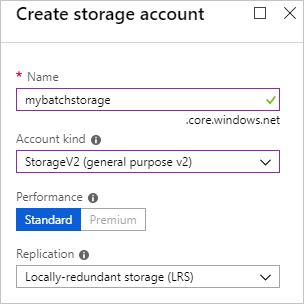 Create storage account
* Name
mybatchstorage
.core.windows.net
Account kind
StorageV2 (general purpose v2)
Performance
Standard Premium
Replication
Locally-redundant storage (LRS)